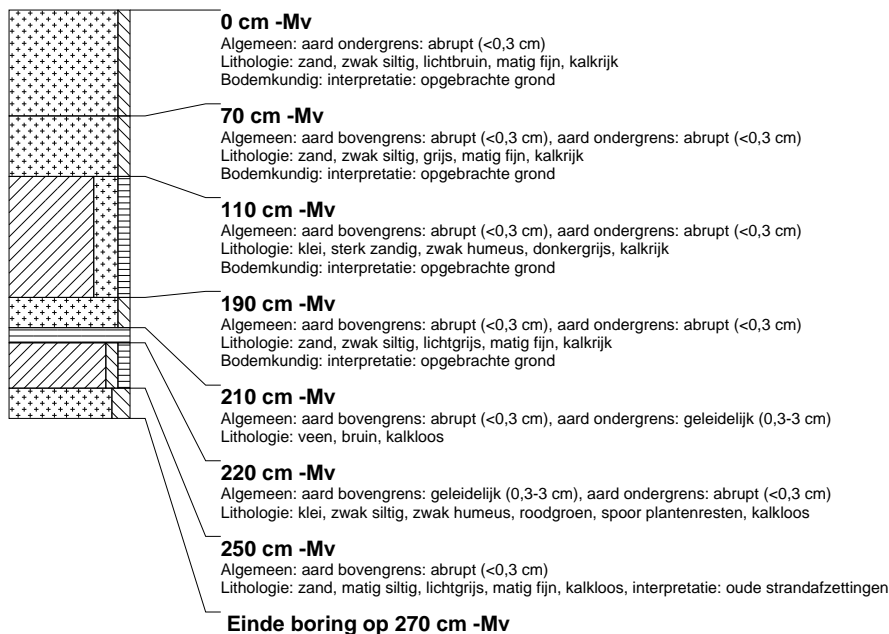 0 cm -Mv
Algemeen: aard ondergrens: abrupt (<0,3 cm)
Lithologie: zand, zwak siltig, lichtbruin, matig fijn, kalkrijk
Bodemkundig: interpretatie: opgebrachte grond
70 cm -Mv
Algemeen: aard bovengrens: abrupt (<0,3 cm), aard ondergrens: abrupt (<0,3 cm)
Lithologie: zand, zwak siltig, grijs, matig fijn, kalkrijk
Bodemkundig: interpretatie: opgebrachte grond
110 cm -Mv
Algemeen: aard bovengrens: abrupt (<0,3 cm), aard ondergrens: abrupt (<0,3 cm)
Lithologie: klei, sterk zandig, zwak humeus, donkergrijs, kalkrijk
Bodemkundig: interpretatie: opgebrachte grond
190 cm -Mv
Algemeen: aard bovengrens: abrupt (<0,3 cm), aard ondergrens: abrupt (<0,3 cm)
Lithologie: zand, zwak siltig, lichtgrijs, matig fijn, kalkrijk
Bodemkundig: interpretatie: opgebrachte grond
210 cm -Mv
Algemeen: aard bovengrens: abrupt (<0,3 cm), aard ondergrens: geleidelijk (0,3-3 cm)
Lithologie: veen, bruin, kalkloos
220 cm -Mv
Algemeen: aard bovengrens: geleidelijk (0,3-3 cm), aard ondergrens: abrupt (<0,3 cm)
Lithologie: klei, zwak siltig, zwak humeus, roodgroen, spoor plantenresten, kalkloos
250 cm -Mv
Algemeen: aard bovengrens: abrupt (<0,3 cm)
Lithologie: zand, matig siltig, lichtgrijs, matig fijn, kalkloos, interpretatie: oude strandafzettingen
Einde boring op 270 cm -Mv